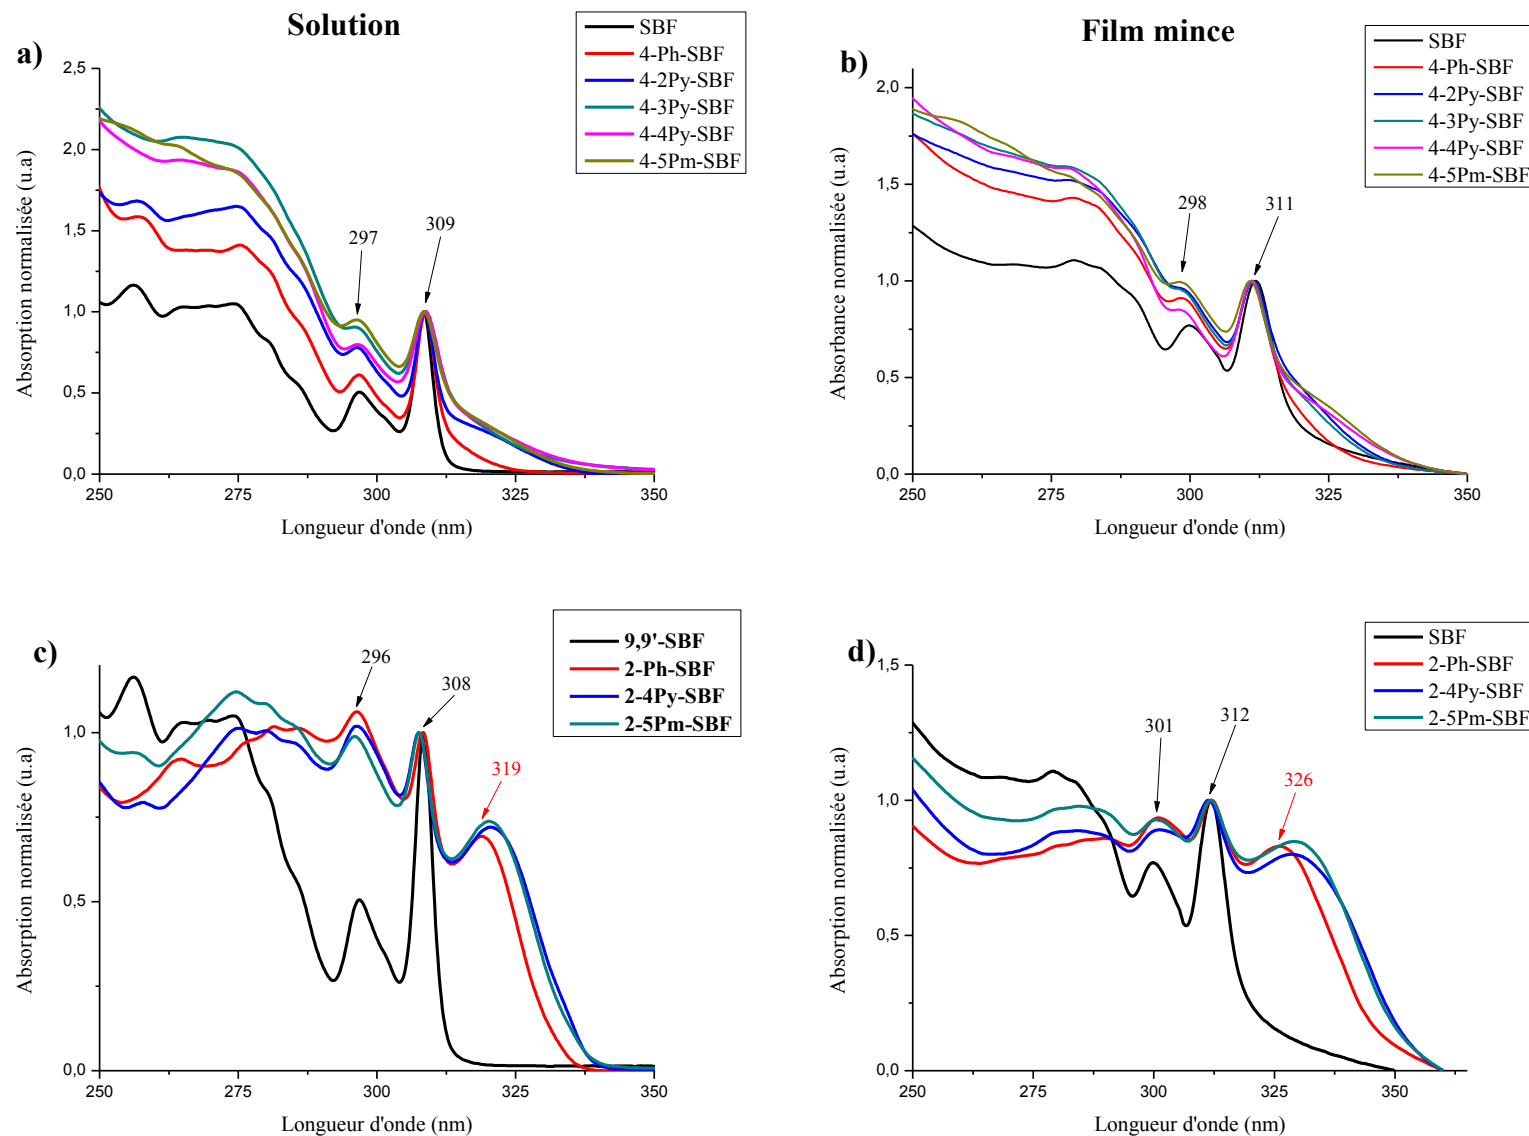 Solution
a)
SBF
4-Ph-SBF
4-2Py-SBF
4-3Py-SBF
4-4Py-SBF
4-5Pm-SBF
2,5
2,0
1,5
1,0
0,5
0,0
297
309
250
275
300
325
350
Absorption normalisée (u.a)
Longueur d'onde (nm)
Film mince
b)
SBF
4-Ph-SBF
4-2Py-SBF
4-3Py-SBF
4-4Py-SBF
4-5Pm-SBF
2,0
1,5
1,0
0,5
0,0
298
311
250
275
300
325
350
Absorbance normalisée (u.a)
Longueur d'onde (nm)
c)
9,9'-SBF
2-Ph-SBF
2-4Py-SBF
2-5Pm-SBF
1,0
0,5
0,0
296
308
319
250
275
300
325
350
Absorption normalisée (u.a)
Longueur d'onde (nm)
d)
SBF
2-Ph-SBF
2-4Py-SBF
2-5Pm-SBF
1,5
1,0
0,5
0,0
301
312
326
250
275
300
325
350
Absorption normalisée (u.a)
Longueur d'onde (nm)